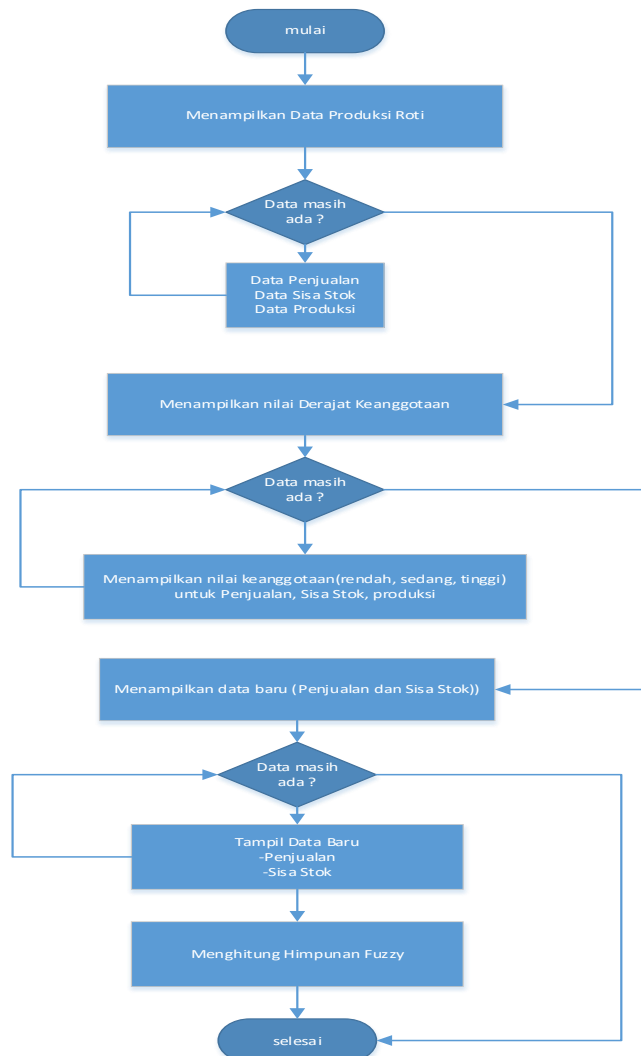 mulai
Menampilkan Data Produksi Roti
Data masih
ada ?
Data Penjualan
Data Sisa Stok
Data Produksi
Menampilkan nilai Derajat Keanggotaan
Data masih
ada ?
Menampilkan nilai keanggotaan(rendah, sedang, tinggi)
untuk Penjualan, Sisa Stok, produksi
Menampilkan data baru (Penjualan dan Sisa Stok))
Data masih
ada ?
Tampil Data Baru
-Penjualan
-Sisa Stok
Menghitung Himpunan Fuzzy
selesai